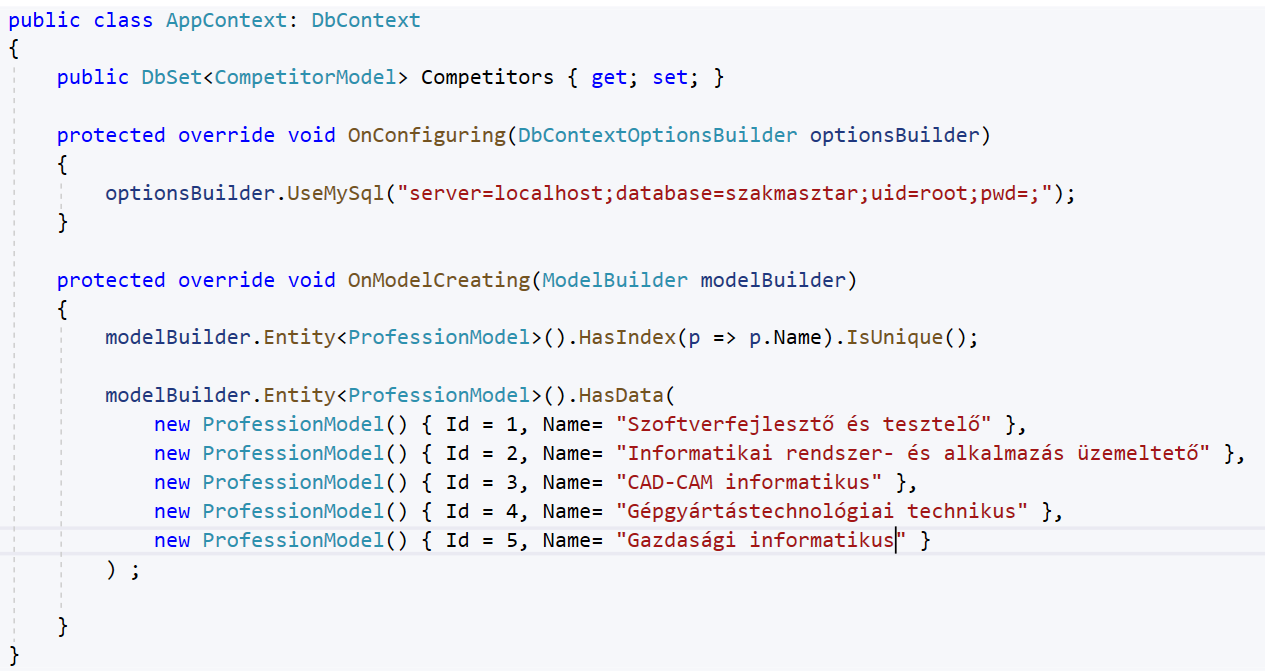 public class AppContext: DbContext
{
    public DbSet<CompetitorModel> Competitors { get; set; }

    protected override void OnConfiguring(DbContextOptionsBuilder optionsBuilder)
    {
        optionsBuilder.UseMySql("server=localhost;database=szakmasztar;uid=root;pwd=;");
    }

    protected override void OnModelCreating(ModelBuilder modelBuilder)
    {
        modelBuilder.Entity<ProfessionModel>().HasIndex(p => p.Name).IsUnique();

        modelBuilder.Entity<ProfessionModel>().HasData(
            new ProfessionModel() { Id = 1, Name= "Szoftverfejlesztő és tesztelő" },
            new ProfessionModel() { Id = 2, Name= "Informatikai rendszer- és alkalmazás üzemeltető" },
            new ProfessionModel() { Id = 3, Name= "CAD-CAM informatikus" },
            new ProfessionModel() { Id = 4, Name= "Gépgyártástechnológiai technikus" },
            new ProfessionModel() { Id = 5, Name= "Gazdasági informatikus" }
        ) ;

    }
}